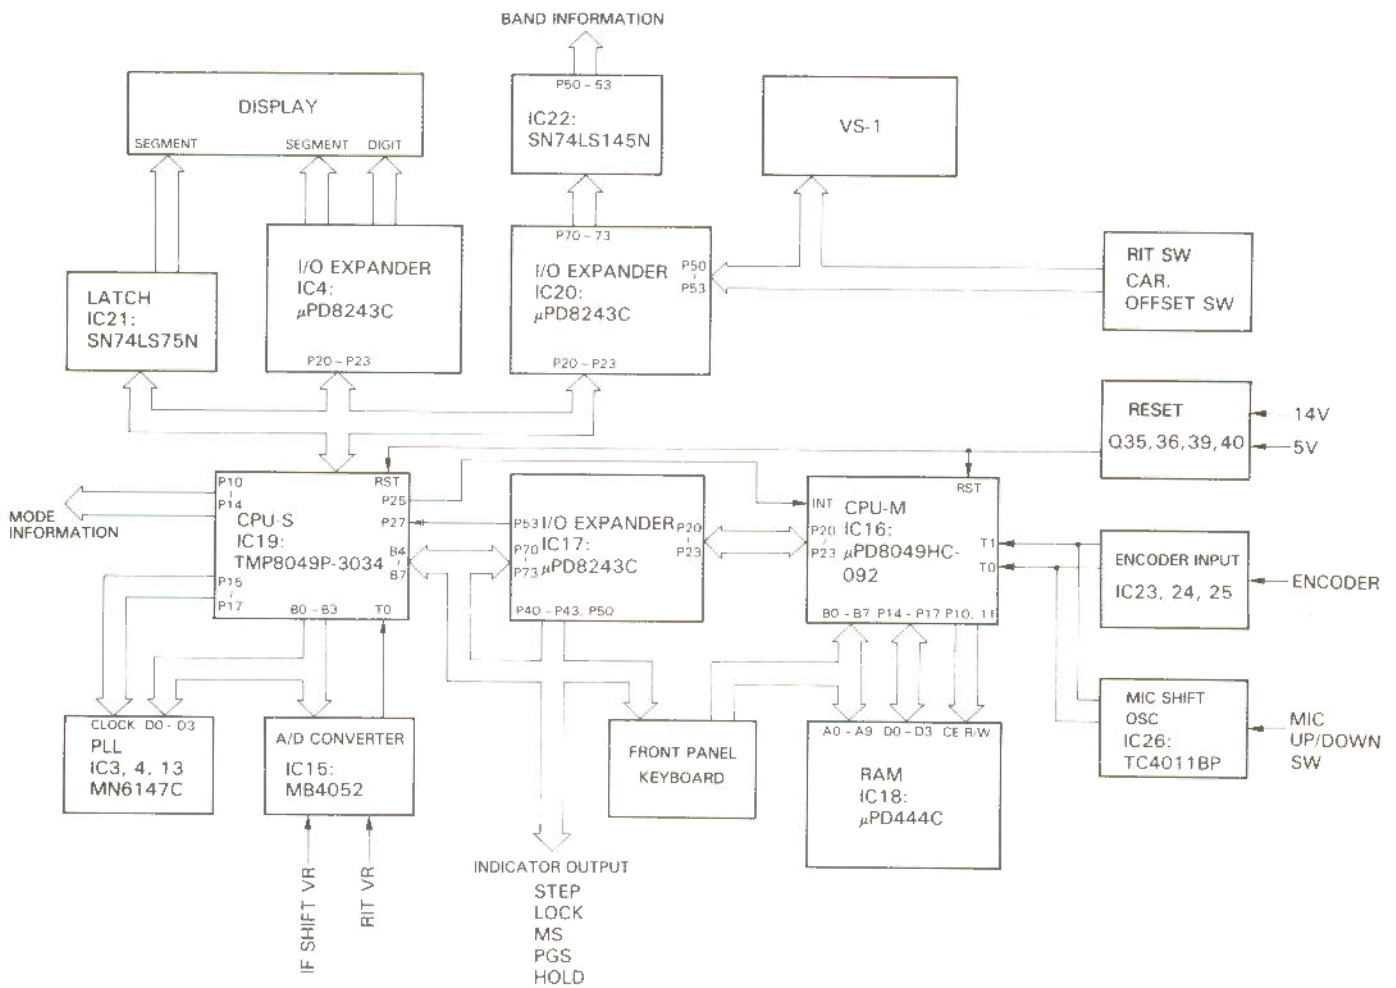 BAND INFORMATION
P50 - 53
IC22:
SN74LS145N
DISPLAY
SEGMENT
SEGMENT
DIGIT
VS-1
P70 - 73
I/O EXPANDER
IC20:
μPD8243C
P50
P53
P20 - P23
I/O EXPANDER
IC4:
μPD8243C
P20 - P23
LATCH
IC21:
SN74LS75N
RIT SW
CAR.
OFFSET SW
RESET
Q35, 36, 39, 40
14V
5V
P10
P14
RST
P25
P27
CPU-S
IC19:
TMP8049P-3034
B4
B7
P15
P17
B0 - B3
T0
MODE
INFORMATION
P53
I/O EXPANDER
P70
P73
IC17:
μPD8243C
P20
P23
P40 - P43, P50
RST
INT
CPU-M
P20
P23
IC16:
μPD8049HC-
092
T1
T0
B0 - B7
P14 - P17
P10, 11
ENCODER INPUT
IC23, 24, 25
ENCODER
MIC SHIFT
OSC
IC26:
TC4011BP
MIC
UP/DOWN
SW
CLOCK
D0 - D3
PLL
IC3, 4, 13
MN6147C
A/D CONVERTER
IC15:
MB4052
IF SHIFT VR
RIT VR
FRONT PANEL
KEYBOARD
A0 - A9
D0 - D3
CE R/W
RAM
IC18:
μPD444C
INDICATOR OUTPUT
STEP
LOCK
MS
PGS
HOLD